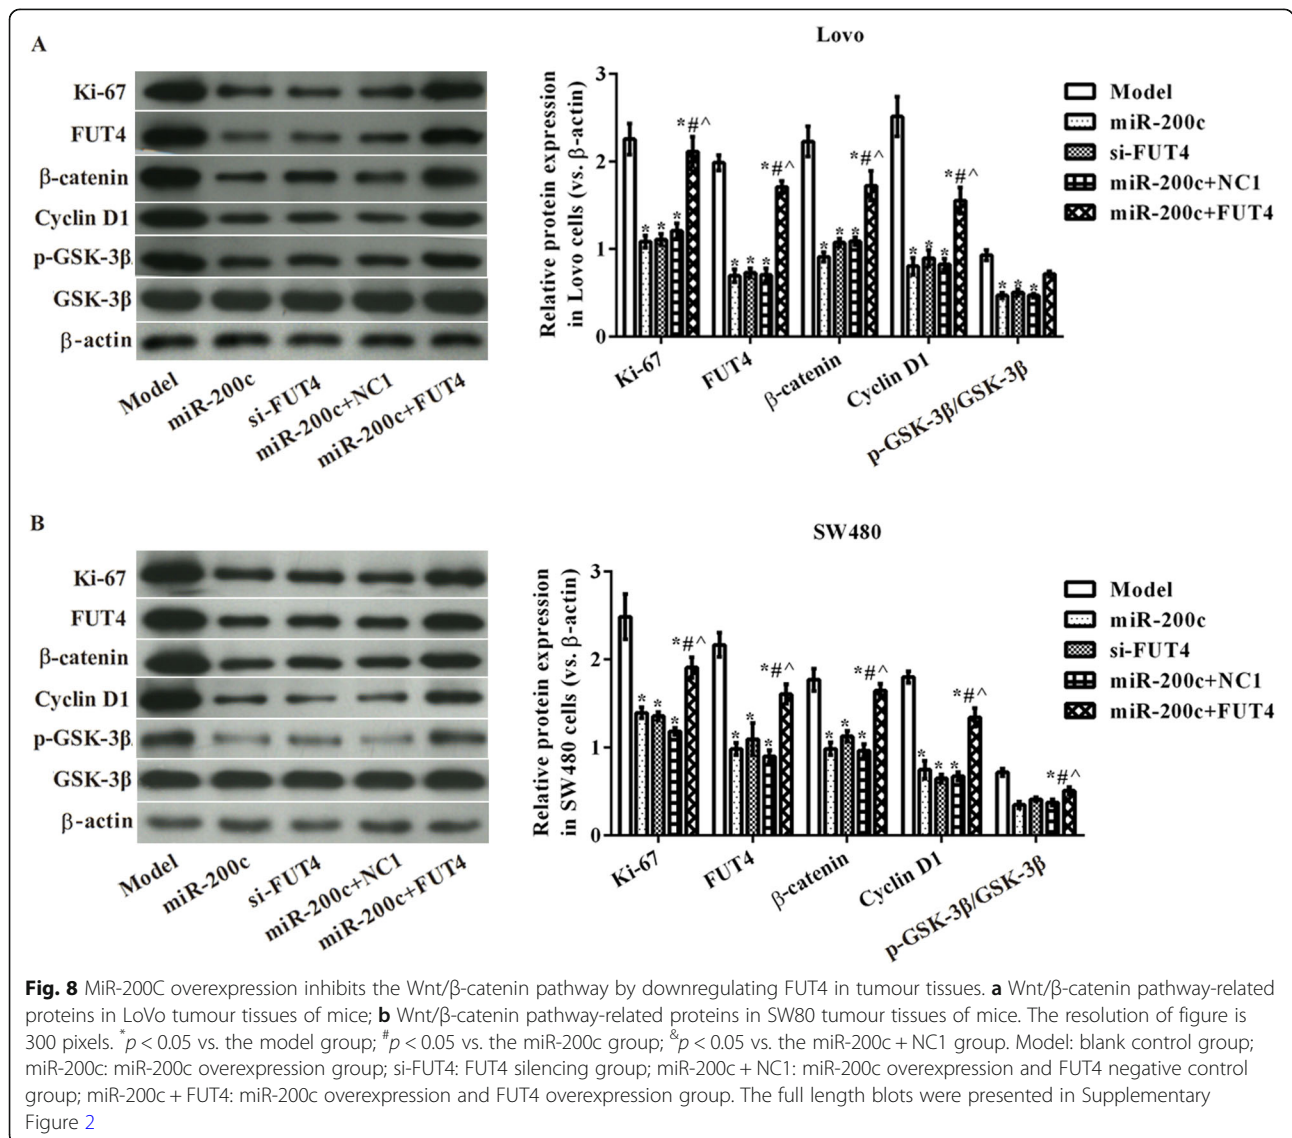 A
Ki-67
FUT4
β-catenin
Cyclin D1
p-GSK-3β
GSK-3β
β-actin
Model
miR-200c
si-FUT4
miR-200c+NC1
miR-200c+FUT4
Lovo
Relative protein expression
in Lovo cells (vs. β-actin)
3
2
1
0
* * * *#^
* * * *#^
* * * *#^
* * * *#^
* * *
Ki-67
FUT4
β-catenin
Cyclin D1
p-GSK-3β/GSK-3β
Model
miR-200c
si-FUT4
miR-200c+NC1
miR-200c+FUT4
B
Ki-67
FUT4
β-catenin
Cyclin D1
p-GSK-3β
GSK-3β
β-actin
Model
miR-200c
si-FUT4
miR-200c+NC1
miR-200c+FUT4
SW480
Relative protein expression
in SW480 cells (vs. β-actin)
3
2
1
0
* * * *#^
* * * *#^
* * * *#^
* * * *#^
*#^
Ki-67
FUT4
β-catenin
Cyclin D1
p-GSK-3β/GSK-3β
Model
miR-200c
si-FUT4
miR-200c+NC1
miR-200c+FUT4
Fig. 8 MiR-200C overexpression inhibits the Wnt/β-catenin pathway by downregulating FUT4 in tumour tissues. a Wnt/β-catenin pathway-related
proteins in LoVo tumour tissues of mice; b Wnt/β-catenin pathway-related proteins in SW80 tumour tissues of mice. The resolution of figure is
300 pixels. *p < 0.05 vs. the model group; #p < 0.05 vs. the miR-200c group; &p < 0.05 vs. the miR-200c + NC1 group. Model: blank control group;
miR-200c: miR-200c overexpression group; si-FUT4: FUT4 silencing group; miR-200c + NC1: miR-200c overexpression and FUT4 negative control
group; miR-200c + FUT4: miR-200c overexpression and FUT4 overexpression group. The full length blots were presented in Supplementary
Figure 2